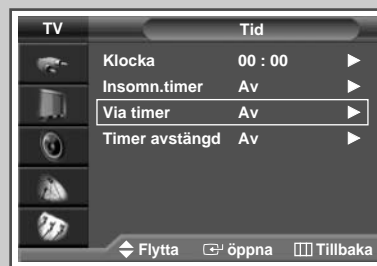 TV Tid
Klocka 00 : 00
Insomn.timer Av
Via timer Av
Timer avstängd Av
Flytta öppna Tillbaka